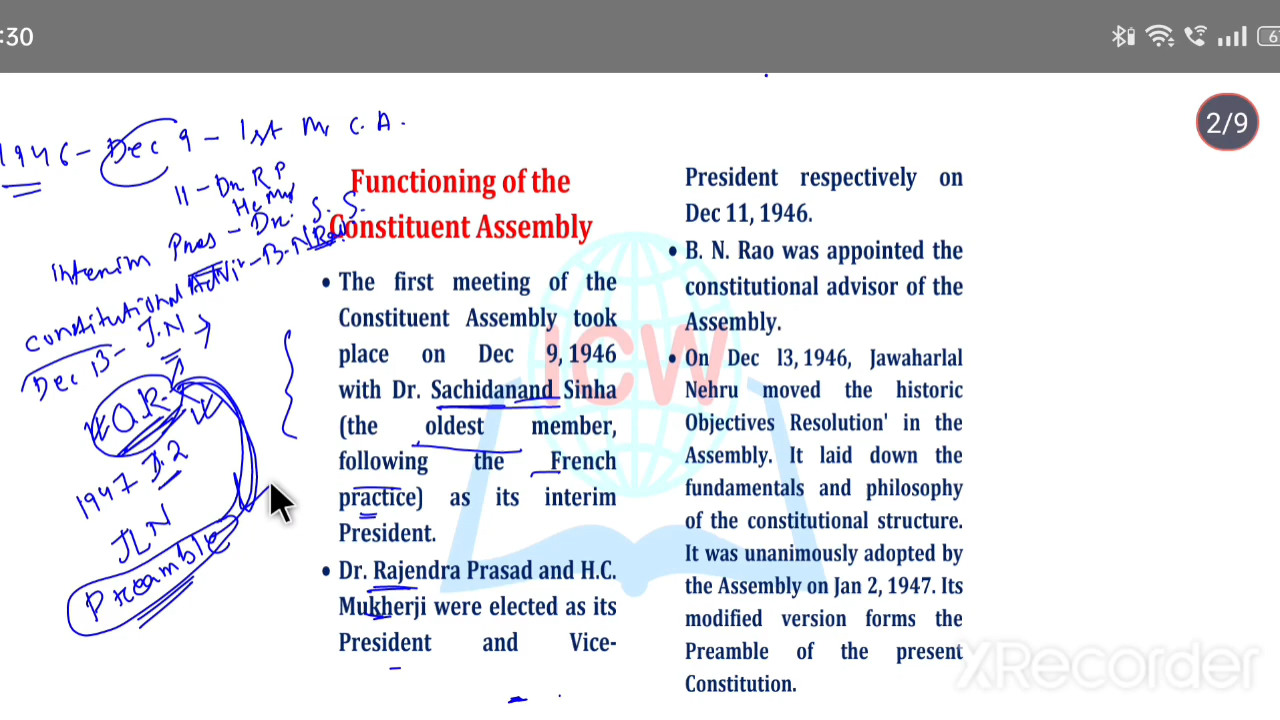 :30
2/9
1946 - Dec 9 - 1st M C.A.
11 - Dr R P
H C Mu
Interim Pres - Dr. S. S.
Constitutional Advi - B. N Rau
Dec 13 - J.N →
O.R.
1947 J. 2
JLN
Preamble
Functioning of the
Constituent Assembly
• The first meeting of the
Constituent Assembly took
place on Dec 9, 1946
with Dr. Sachidanand Sinha
(the oldest member,
following the French
practice) as its interim
President.
• Dr. Rajendra Prasad and H.C.
Mukherji were elected as its
President and Vice-
President respectively on
Dec 11, 1946.
• B. N. Rao was appointed the
constitutional advisor of the
Assembly.
• On Dec 13, 1946, Jawaharlal
Nehru moved the historic
Objectives Resolution' in the
Assembly. It laid down the
fundamentals and philosophy
of the constitutional structure.
It was unanimously adopted by
the Assembly on Jan 2, 1947. Its
modified version forms the
Preamble of the present
Constitution.
ICW
XRecorder